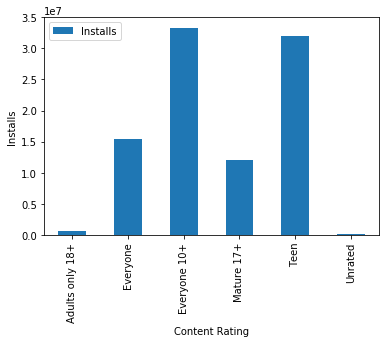 1e7
3.5
3.0
2.5
2.0
1.5
1.0
0.5
0.0
Installs
Installs
Adults only 18+
Everyone
Everyone 10+
Mature 17+
Teen
Unrated
Content Rating